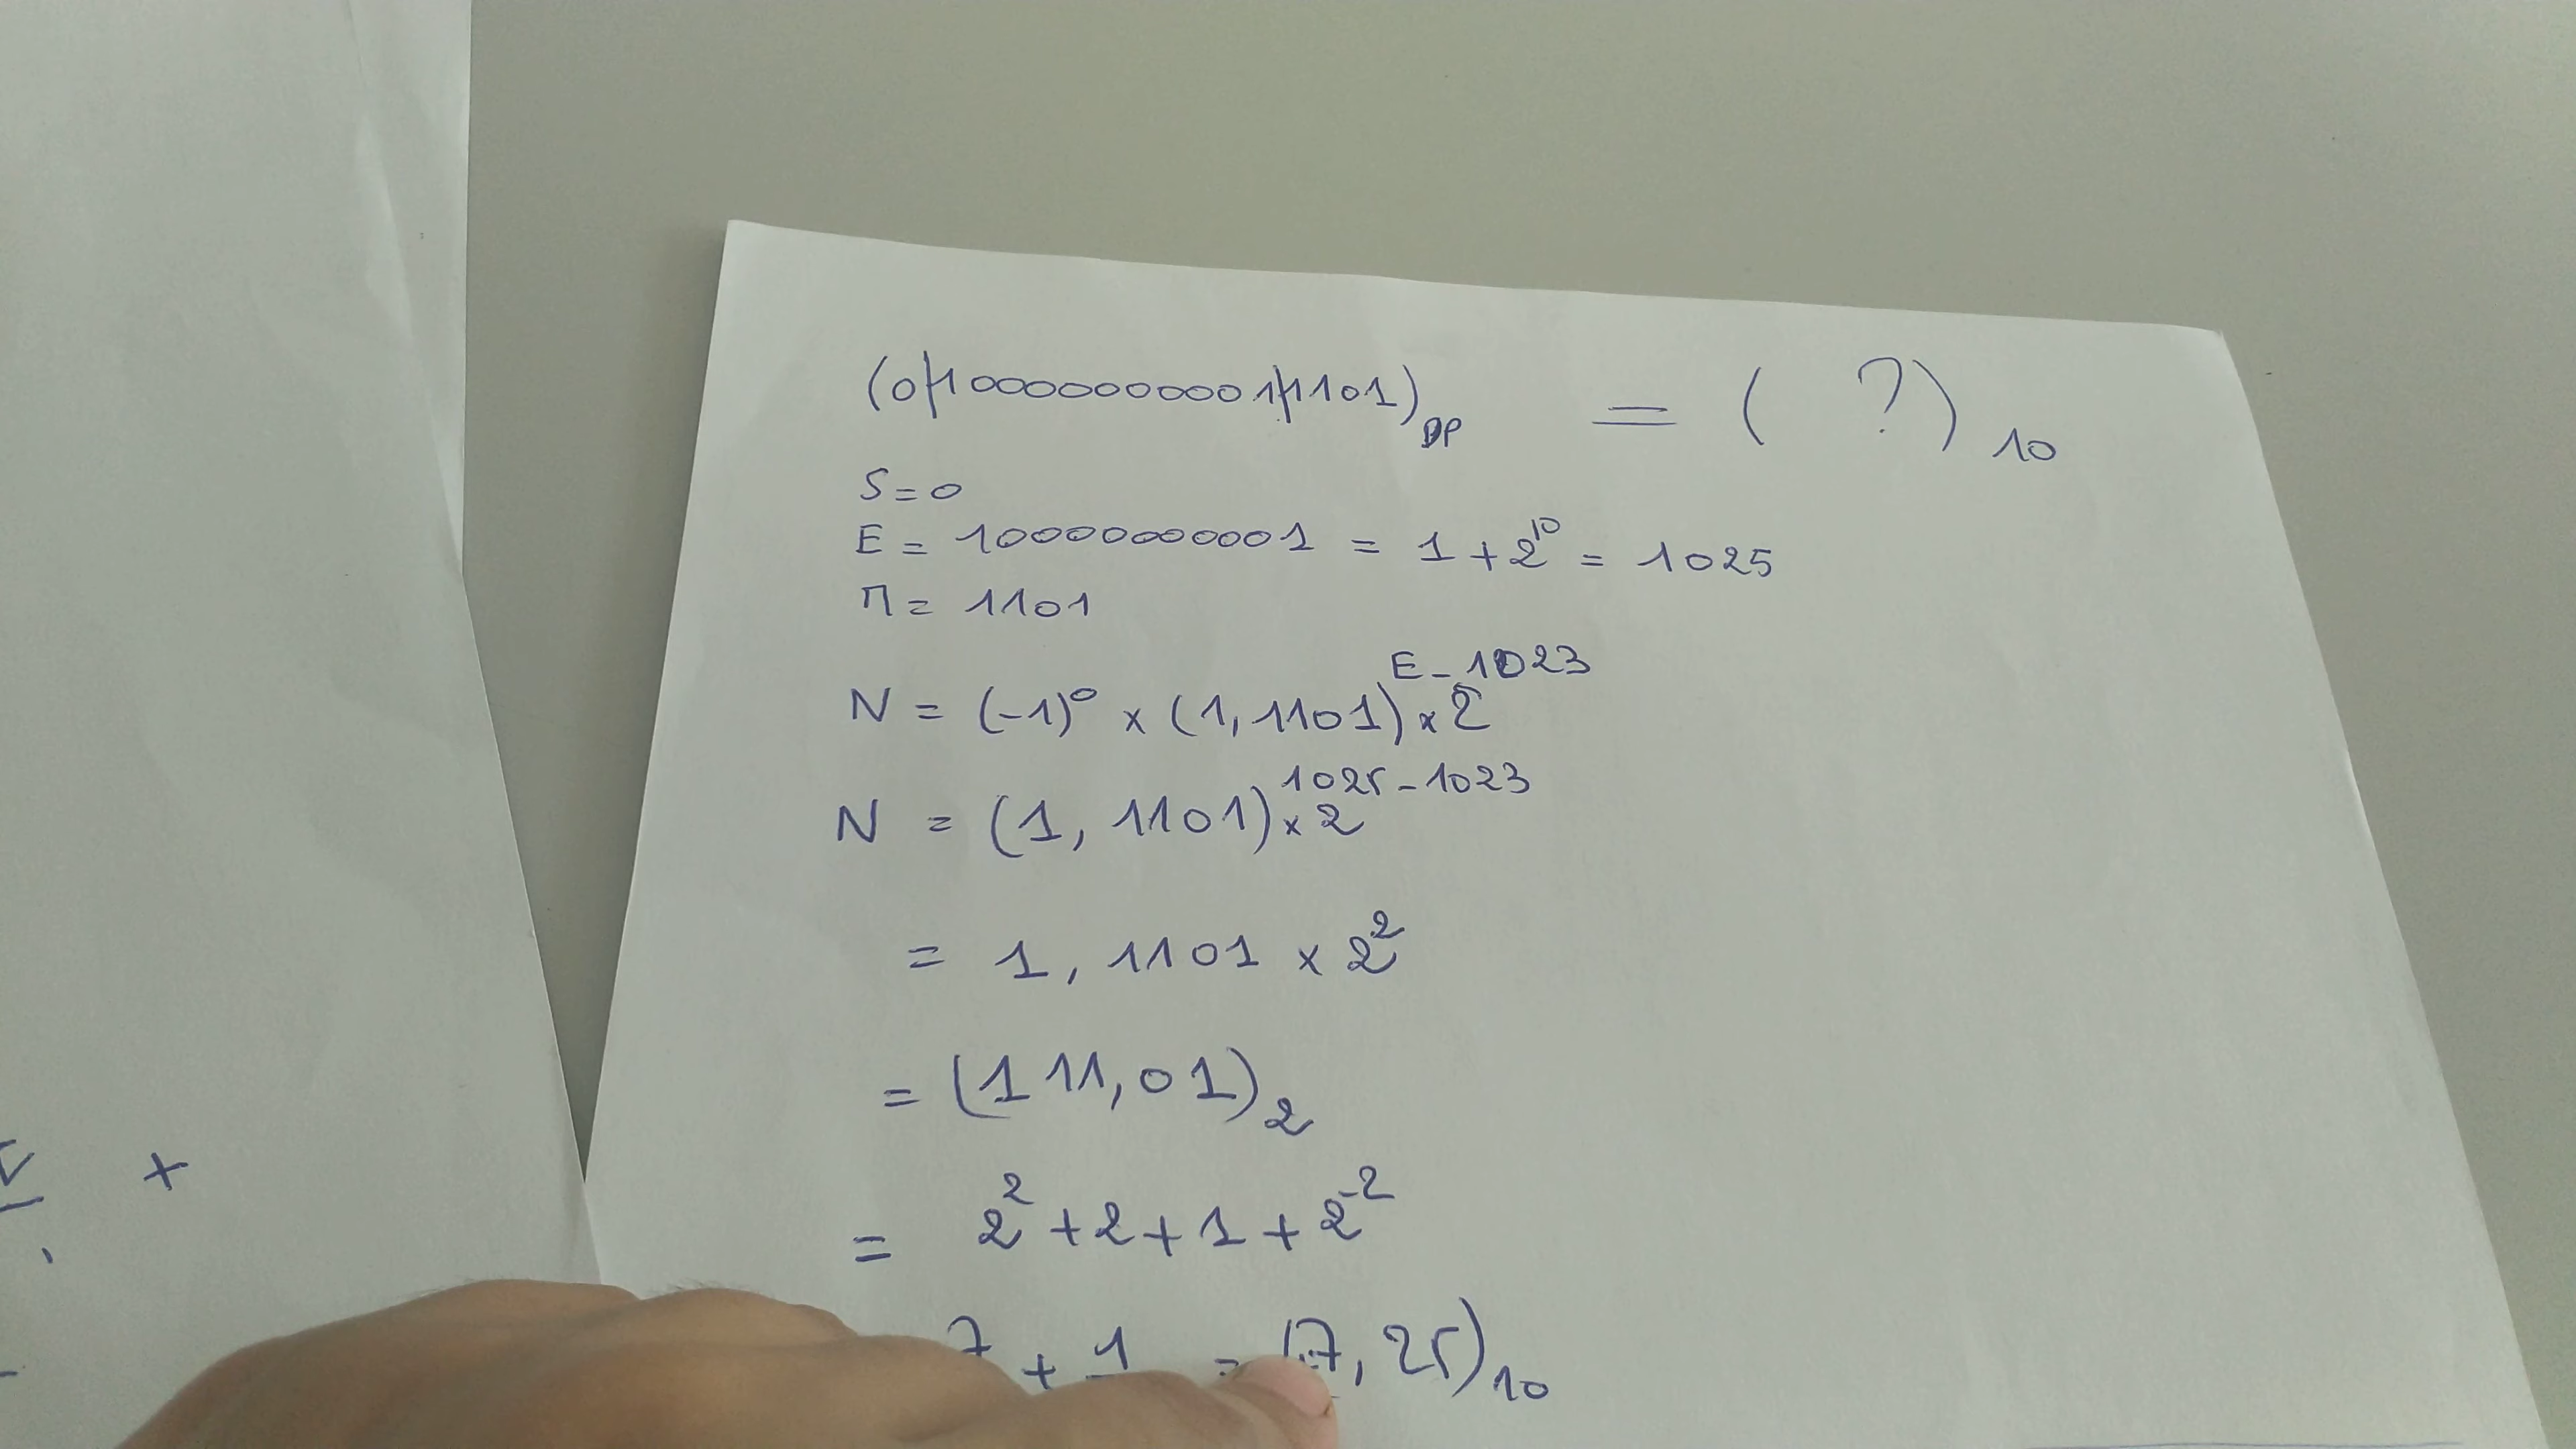 (0|10000000001|1101)DP = ( ? )10
S = 0
E = 10000000001 = 1 + 2^10 = 1025
M = 1101
N = (-1)^0 x (1,1101) x 2^E-1023
N = (1,1101) x 2^1025-1023
= 1,1101 x 2^2
= (111,01)2
= 2^2 + 2 + 1 + 2^-2
7 + 1 = (7,25)10